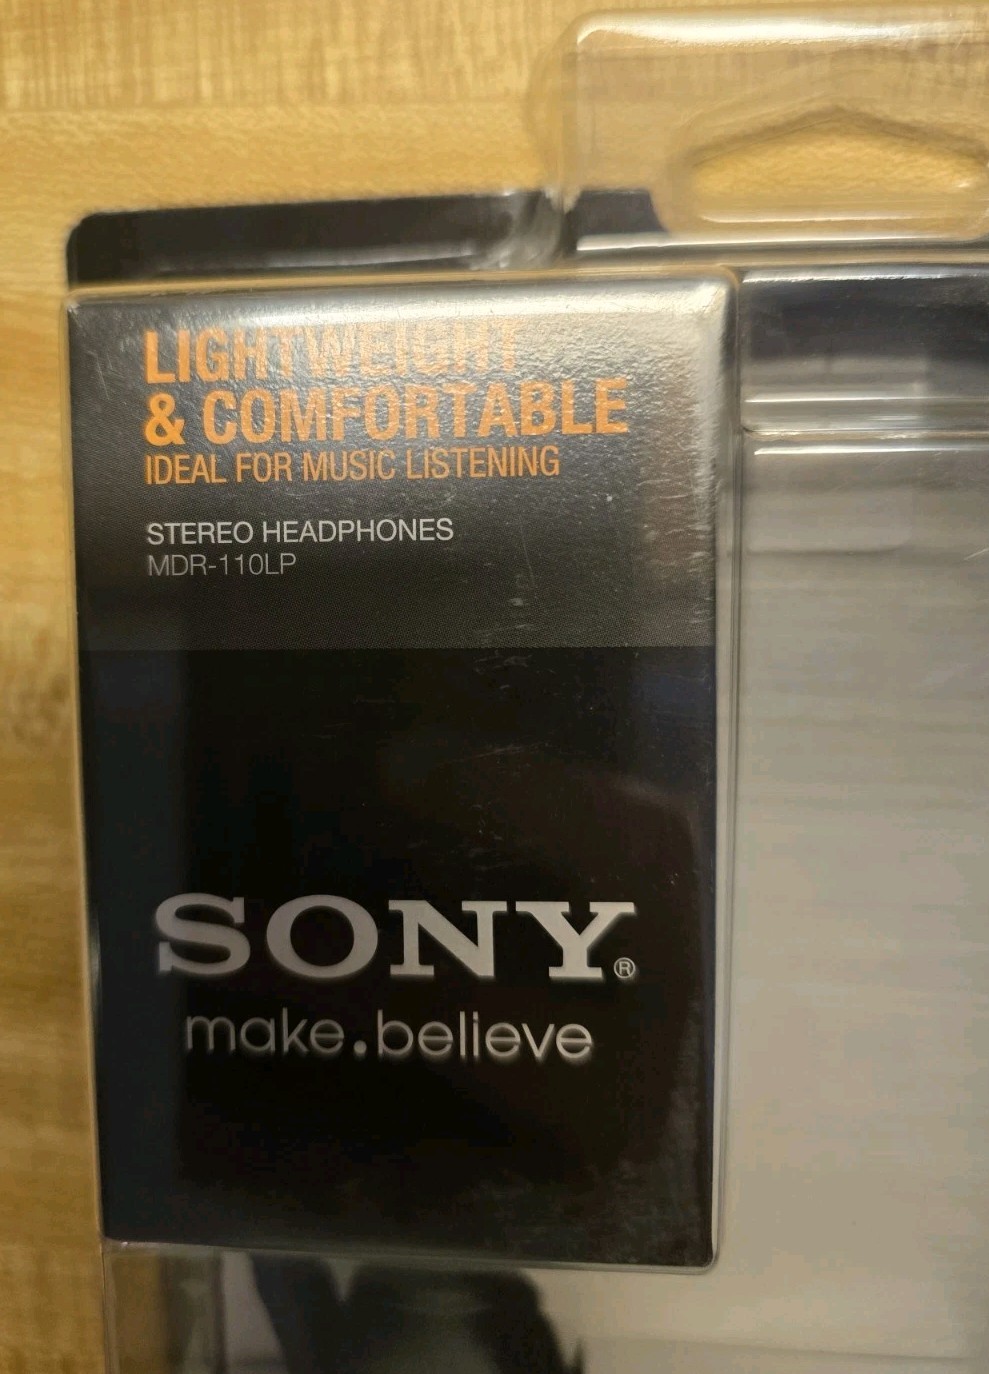 LIGHTWEIGHT
& COMFORTABLE
IDEAL FOR MUSIC LISTENING
STEREO HEADPHONES
MDR-110LP
SONY®
make.believe